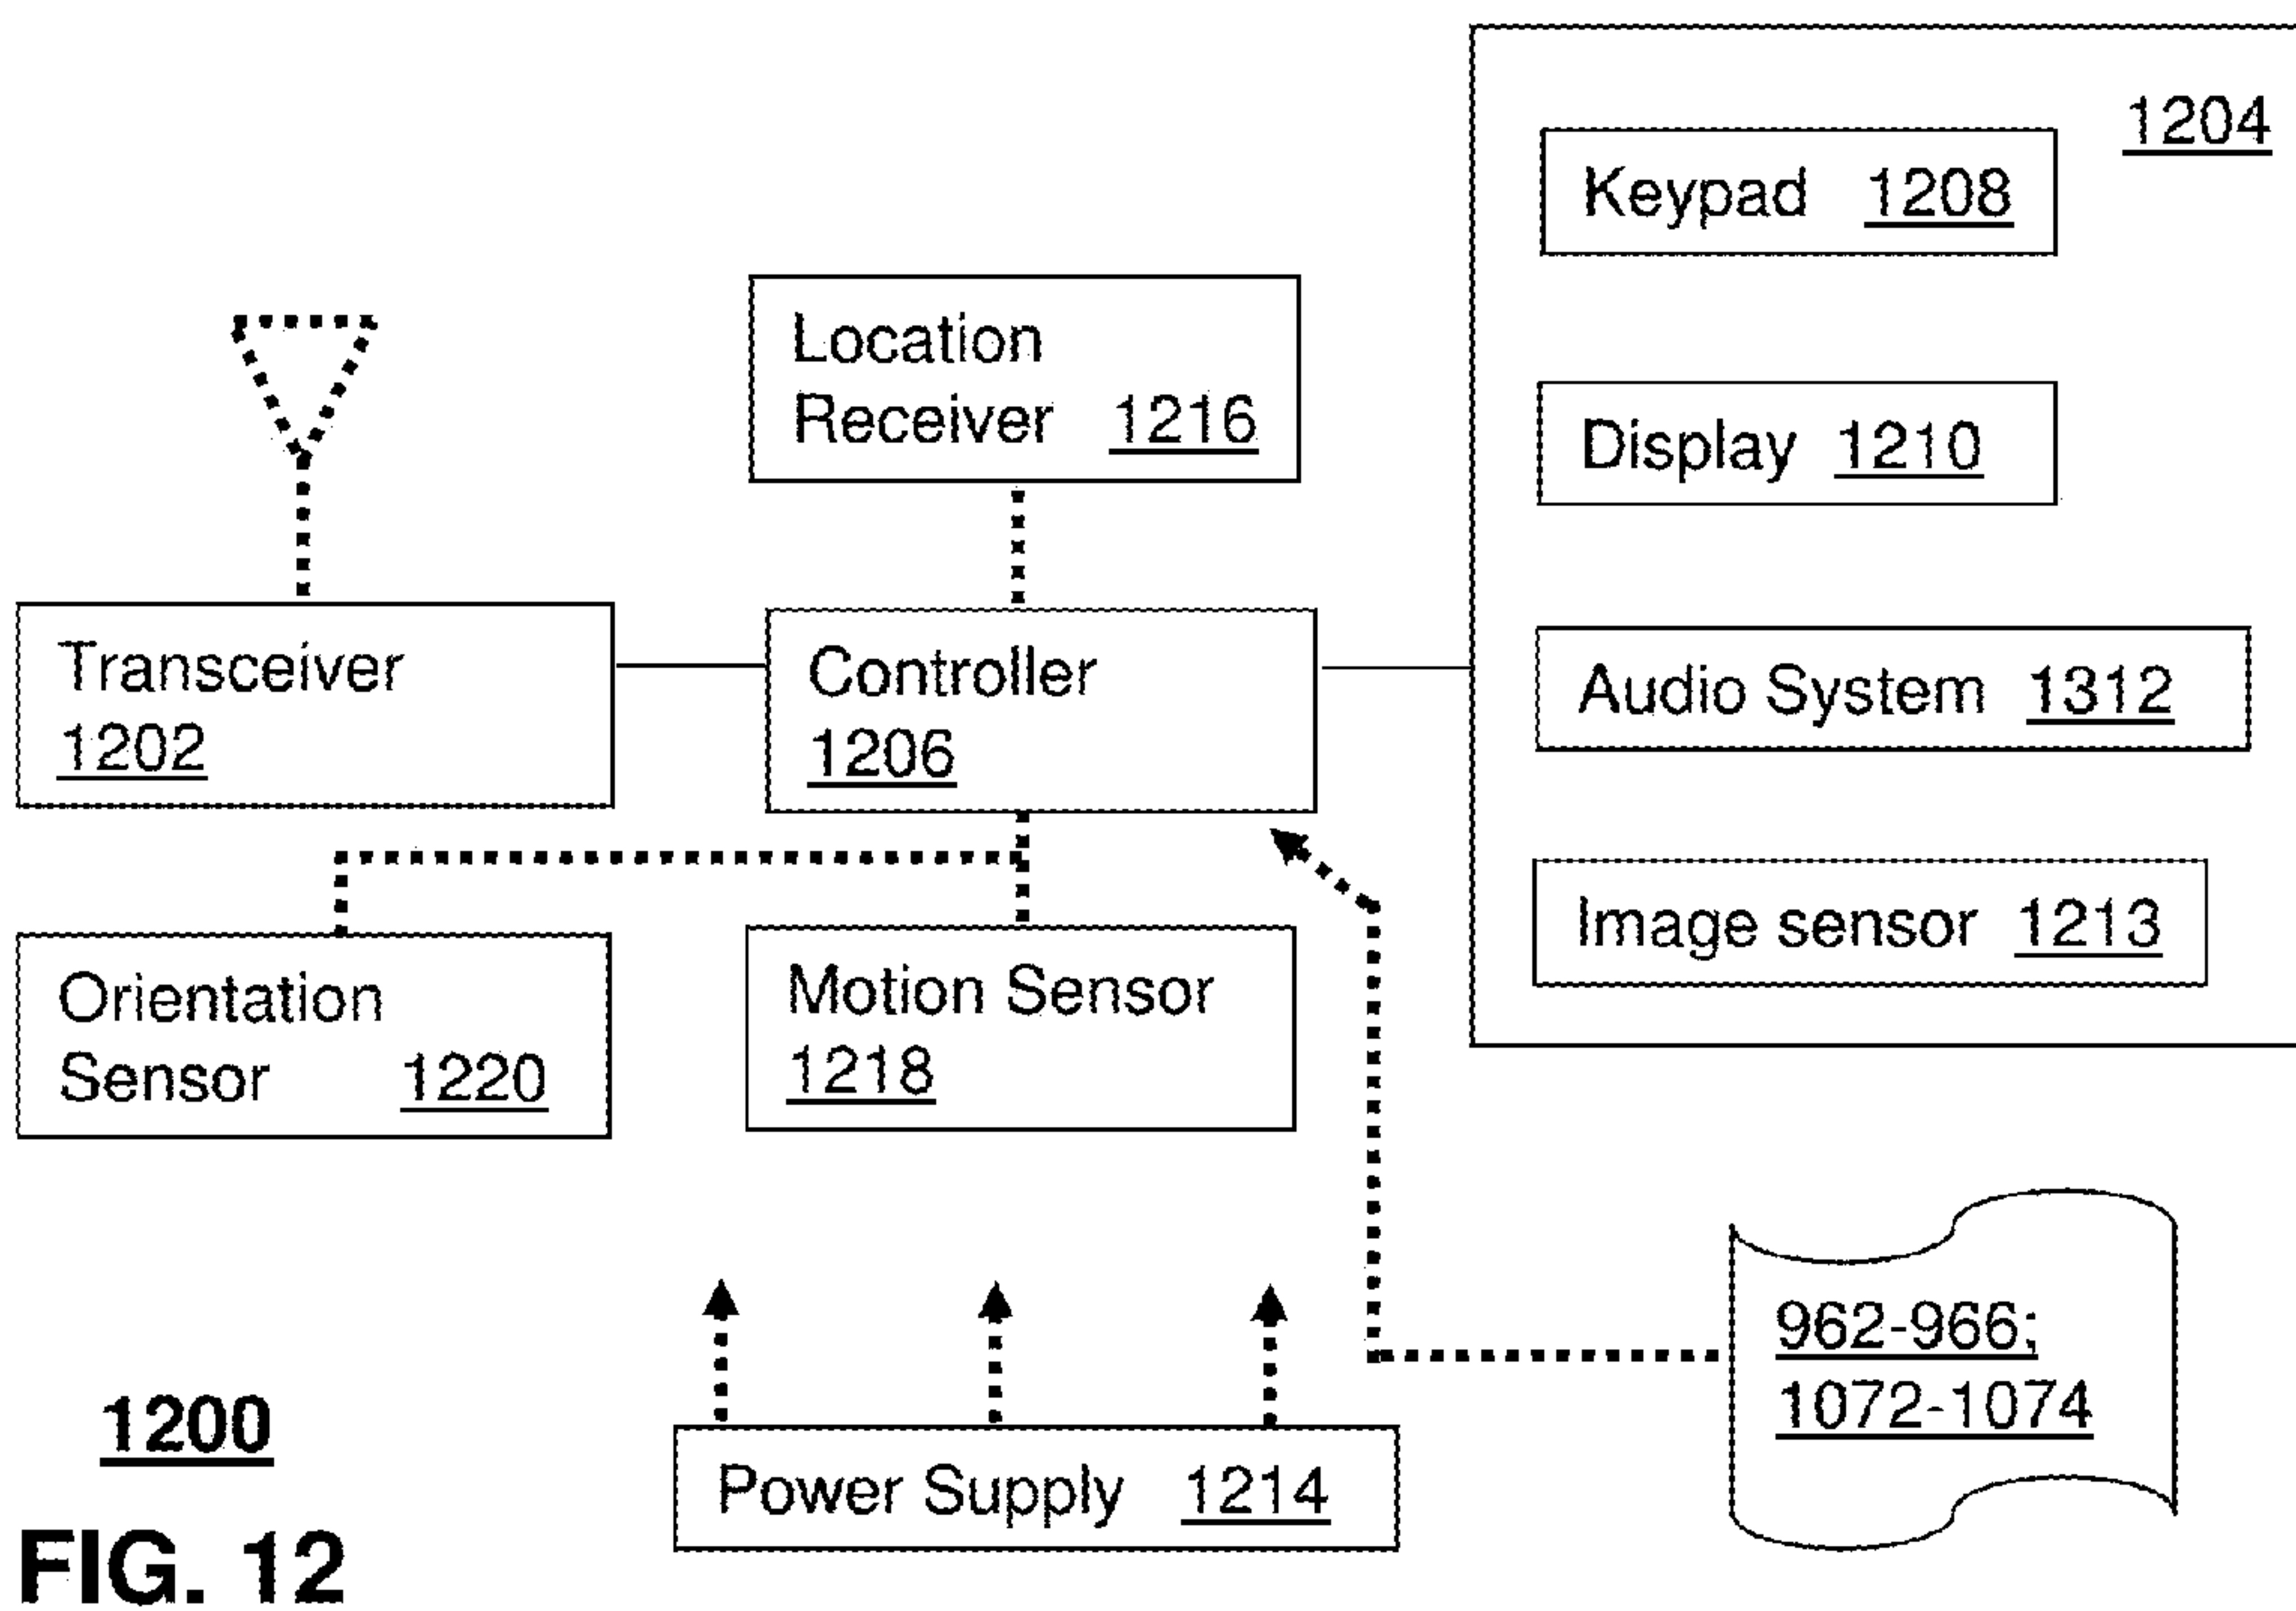 1204
Keypad 1208
Display 1210
Audio System 1312
Image sensor 1213
Location
Receiver 1216
Transceiver
1202
Controller
1206
Orientation
Sensor 1220
Motion Sensor
1218
Power Supply 1214
962-966;
1072-1074
1200
FIG. 12